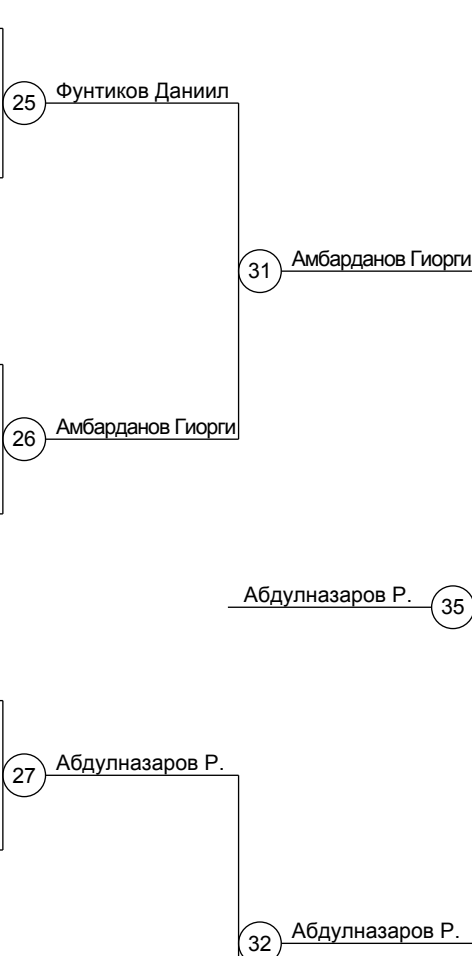 Фунтиков Даниил
25
Амбарданов Гиорги
31
Амбарданов Гиорги
26
Абдулназаров Р.
35
Абдулназаров Р.
27
Абдулназаров Р.
32